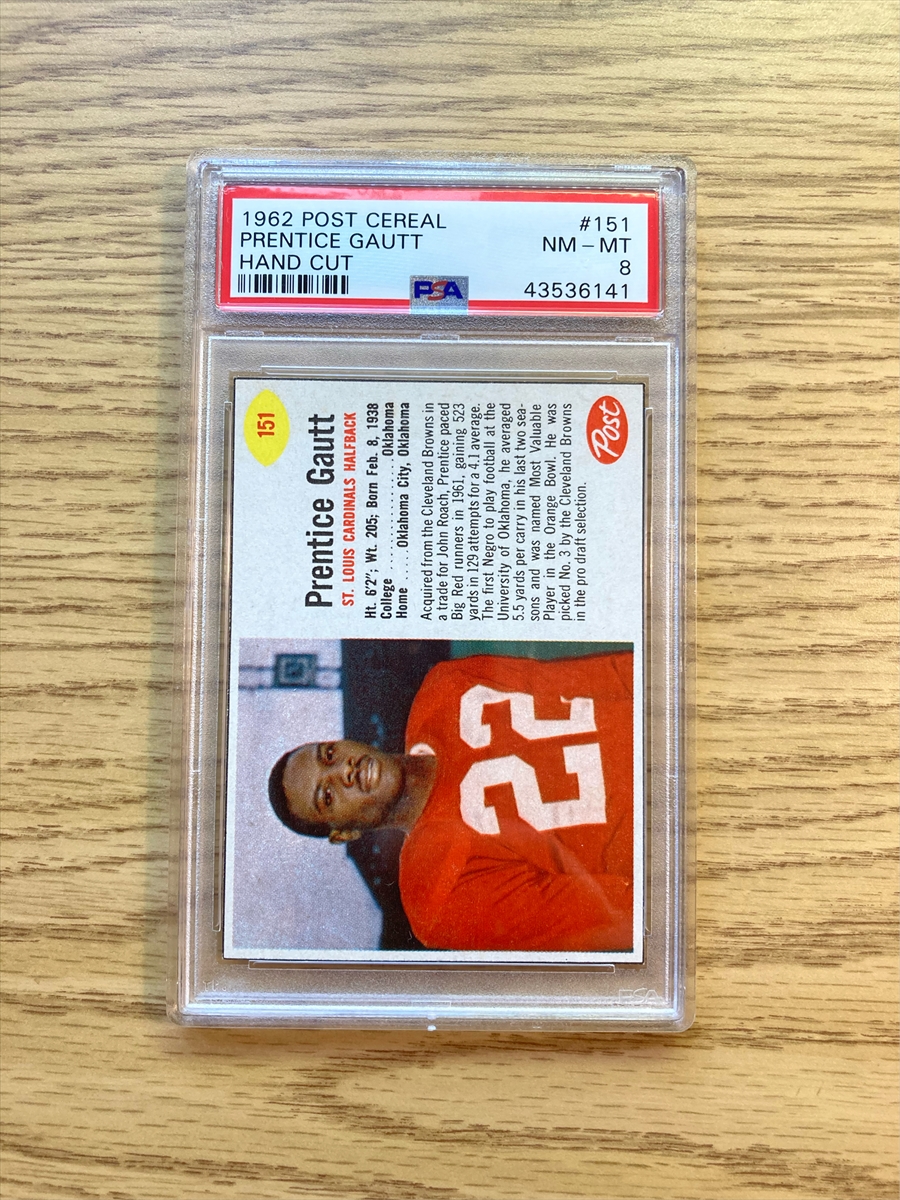 1962 POST CEREAL #151
PRENTICE GAUTT NM - MT
HAND CUT 8
PSA 43536141
151
Prentice Gautt
ST. LOUIS CARDINALS HALFBACK
Ht. 6'2"; Wt. 205; Born Feb. 8, 1938
College .............. Oklahoma
Home ..... Oklahoma City, Oklahoma
Acquired from the Cleveland Browns in
a trade for John Roach, Prentice paced
Big Red runners in 1961, gaining 523
yards in 129 attempts for a 4.1 average.
The first Negro to play football at the
University of Oklahoma, he averaged
5.5 yards per carry in his last two sea-
sons and was named Most Valuable
Player in the Orange Bowl. He was
picked No. 3 by the Cleveland Browns
in the pro draft selection.
Post
22
PSA